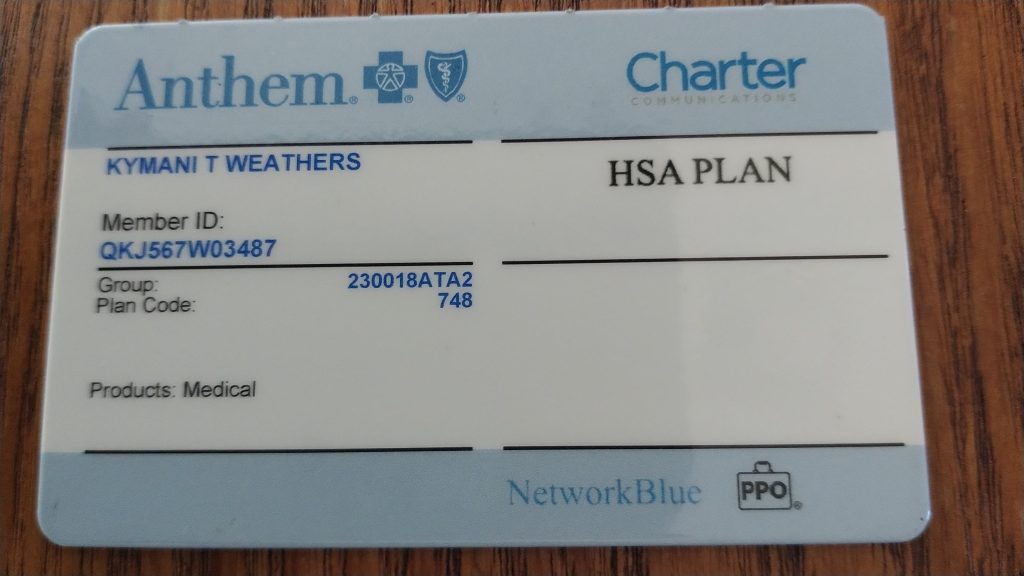 Anthem®
Charter
COMMUNICATIONS
KYMANI T WEATHERS
HSA PLAN
Member ID:
QKJ567W03487
Group: 230018ATA2
Plan Code: 748
Products: Medical
NetworkBlue
PPO®